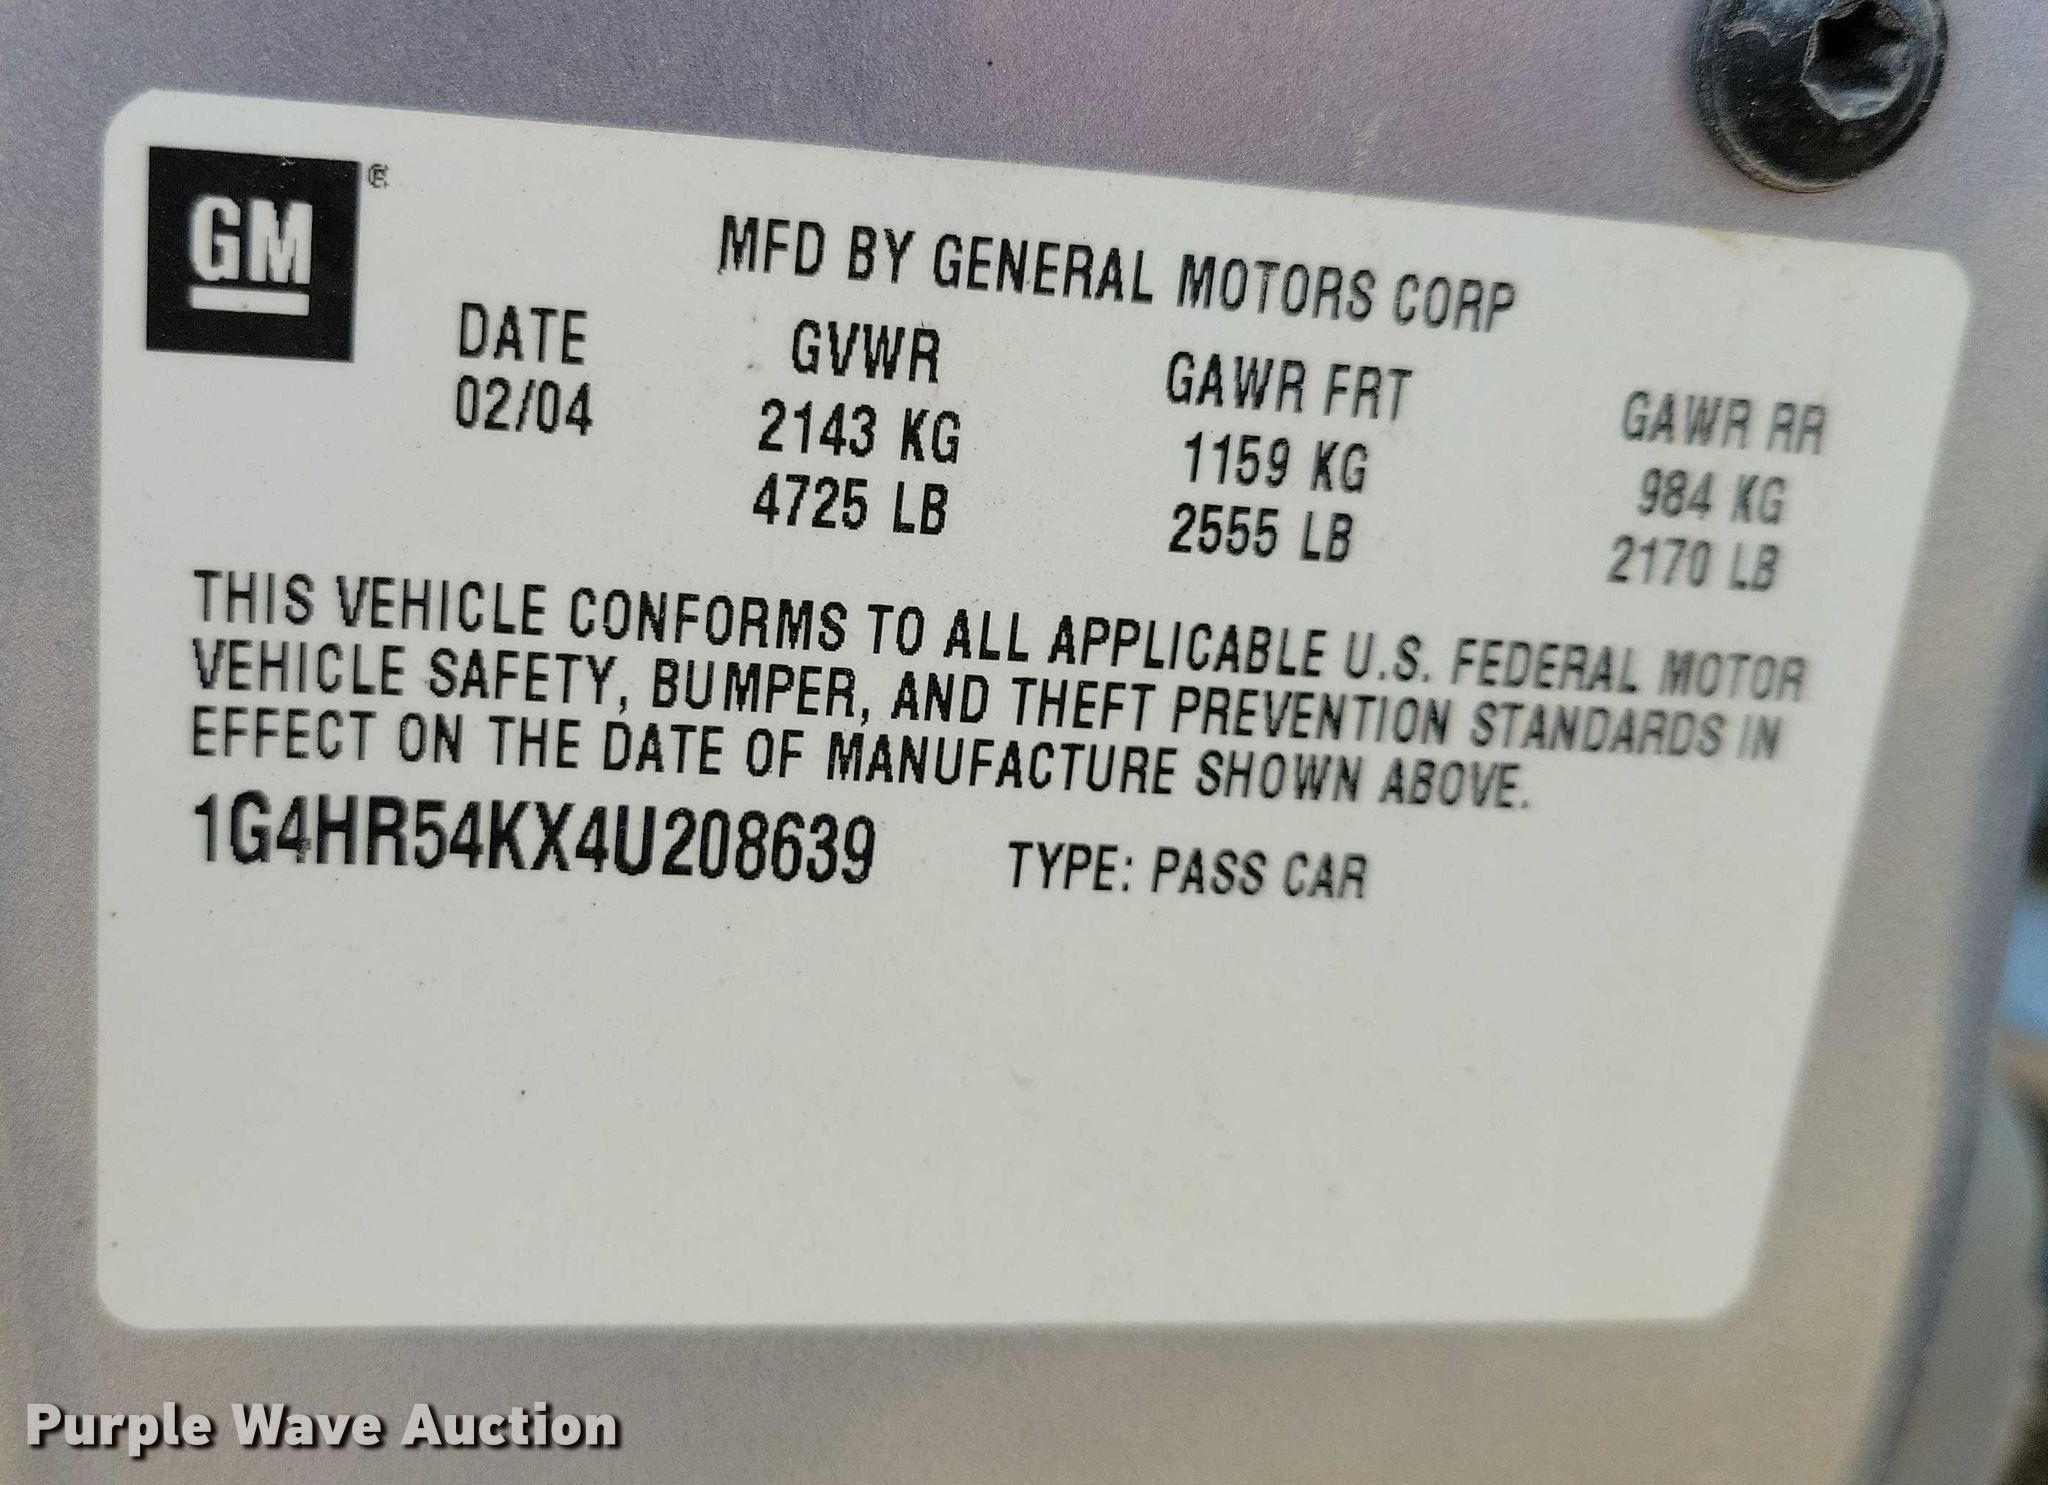 GM ®
MFD BY GENERAL MOTORS CORP
DATE GVWR GAWR FRT GAWR RR
02/04 2143 KG 1159 KG 984 KG
4725 LB 2555 LB 2170 LB
THIS VEHICLE CONFORMS TO ALL APPLICABLE U.S. FEDERAL MOTOR
VEHICLE SAFETY, BUMPER, AND THEFT PREVENTION STANDARDS IN
EFFECT ON THE DATE OF MANUFACTURE SHOWN ABOVE.
1G4HR54KX4U208639 TYPE: PASS CAR
Purple Wave Auction